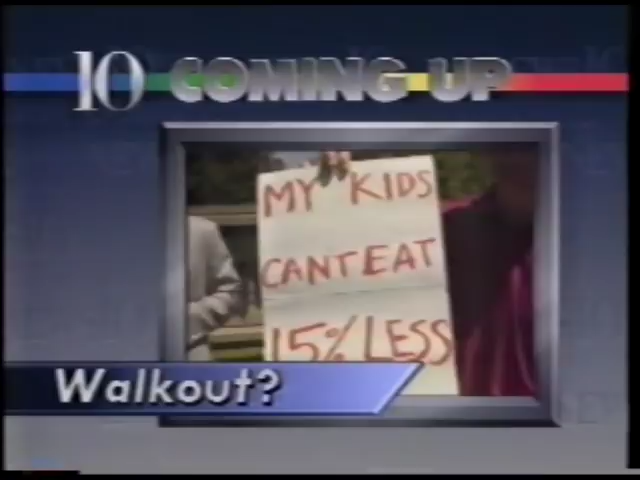 10 COMING UP
MY KIDS
CANT EAT
15% LESS
Walkout?